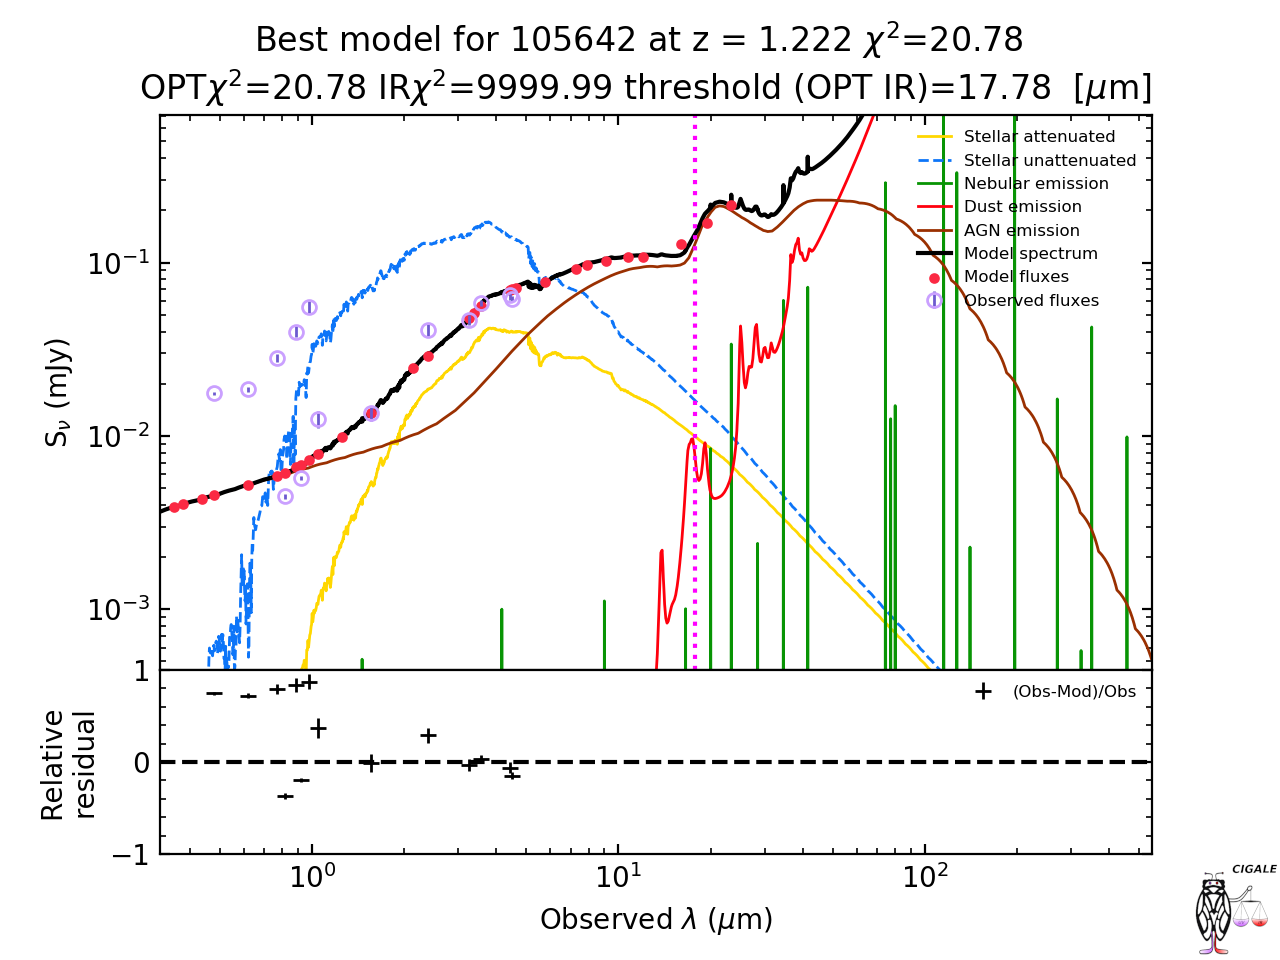 Best model for 105642 at z = 1.222 χ²=20.78
OPTχ²=20.78 IRχ²=9999.99 threshold (OPT IR)=17.78 [μm]
Stellar attenuated
Stellar unattenuated
Nebular emission
Dust emission
AGN emission
Model spectrum
Model fluxes
Observed fluxes
S_ν (mJy)
10⁻¹
10⁻²
10⁻³
(Obs-Mod)/Obs
Relative
residual
1
0
−1
10⁰ 10¹ 10²
Observed λ (μm)
CIGALE